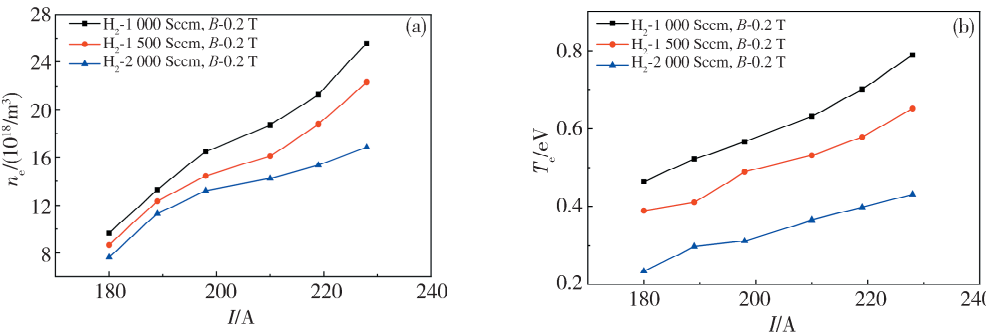 (a)
H₂-1 000 Sccm, B-0.2 T
H₂-1 500 Sccm, B-0.2 T
H₂-2 000 Sccm, B-0.2 T
28
24
20
16
12
8
nₑ/(10¹⁸/m³)
180
200
220
240
I/A
(b)
H₂-1 000 Sccm, B-0.2 T
H₂-1 500 Sccm, B-0.2 T
H₂-2 000 Sccm, B-0.2 T
0.8
0.6
0.4
0.2
Tₑ/eV
180
200
220
240
I/A